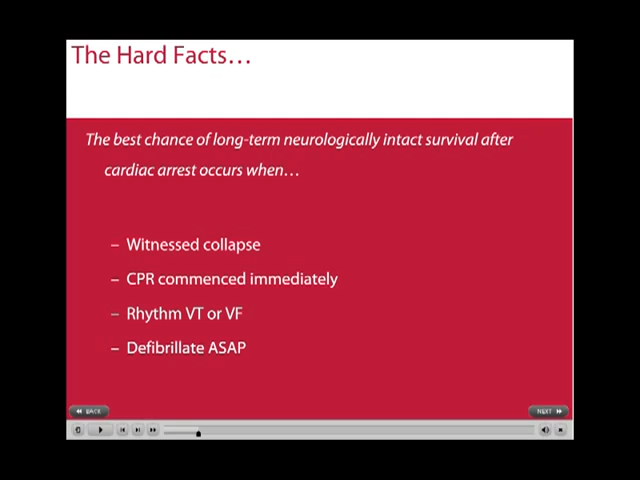 The Hard Facts…
The best chance of long-term neurologically intact survival after
cardiac arrest occurs when…
– Witnessed collapse
– CPR commenced immediately
– Rhythm VT or VF
– Defibrillate ASAP
BACK
NEXT